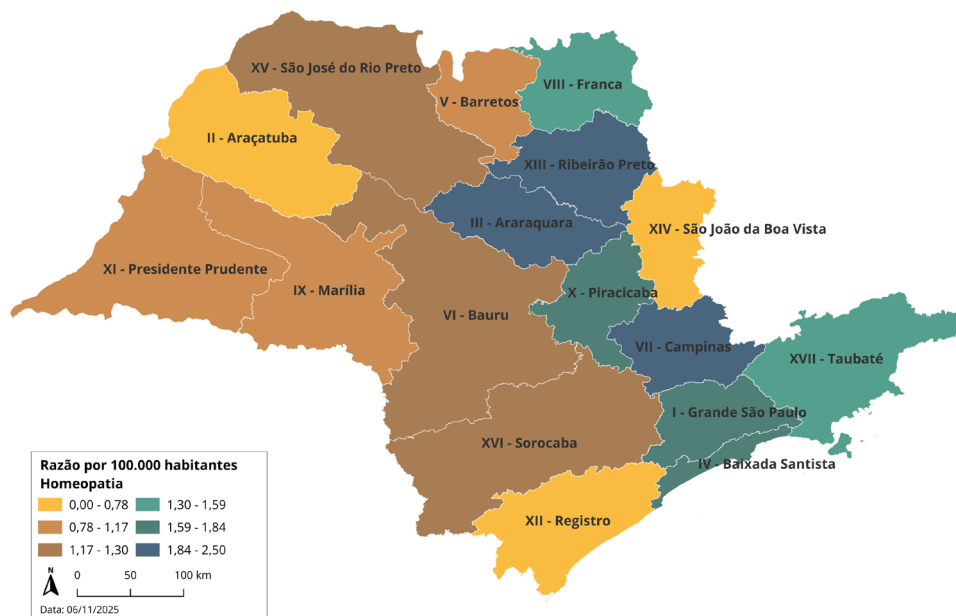 XV - São José do Rio Preto
VIII - Franca
V - Barretos
II - Araçatuba
XIII - Ribeirão Preto
III - Araraquara
XIV - São João da Boa Vista
XI - Presidente Prudente
IX - Marília
X - Piracicaba
VI - Bauru
VII - Campinas
XVII - Taubaté
I - Grande São Paulo
XVI - Sorocaba
IV - Baixada Santista
XII - Registro
Razão por 100.000 habitantes
Homeopatia
0,00 - 0,78
1,30 - 1,59
0,78 - 1,17
1,59 - 1,84
1,17 - 1,30
1,84 - 2,50
N
0 50 100 km
Data: 06/11/2025